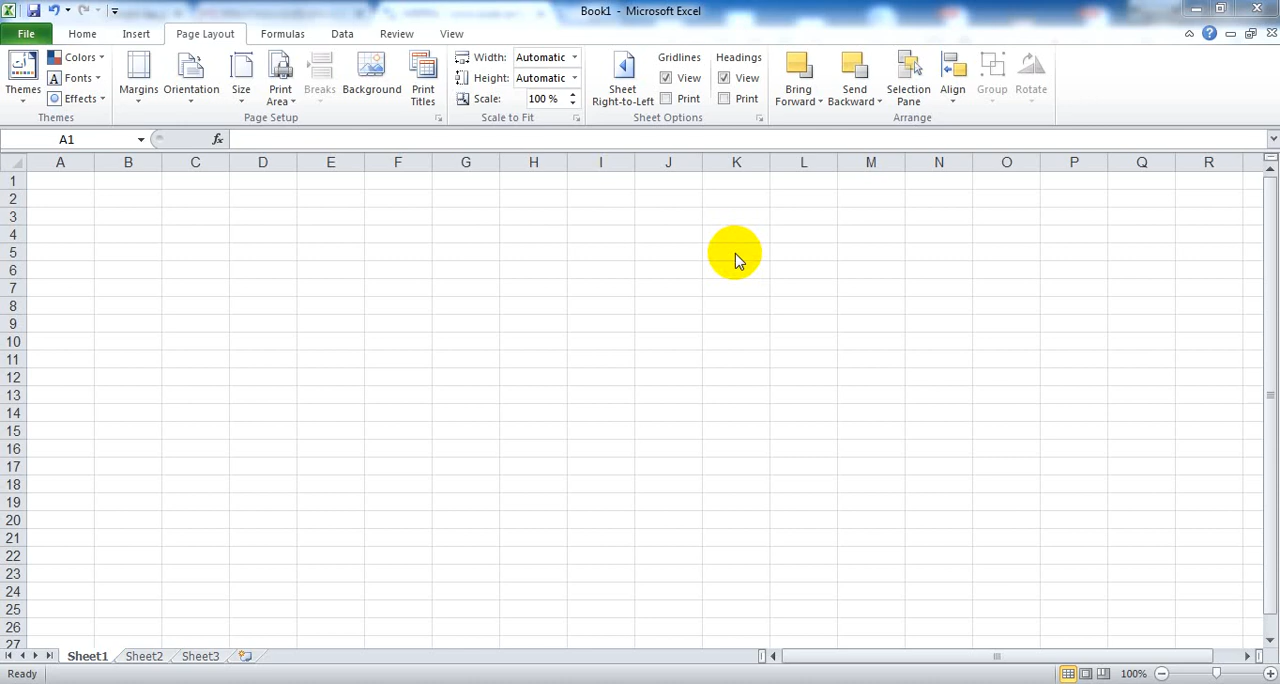 Book1 - Microsoft Excel
File Home Insert Page Layout Formulas Data Review View
Themes
Colors
Fonts
Effects
Themes
Margins Orientation Size Print Area Breaks Background Print Titles
Page Setup
Width: Automatic
Height: Automatic
Scale: 100 %
Scale to Fit
Sheet Right-to-Left
Gridlines
View
Print
Headings
View
Print
Sheet Options
Bring Forward Send Backward Selection Pane Align Group Rotate
Arrange
A1 fx
A B C D E F G H I J K L M N O P Q R
1
2
3
4
5
6
7
8
9
10
11
12
13
14
15
16
17
18
19
20
21
22
23
24
25
26
27
Sheet1 Sheet2 Sheet3
Ready 100%